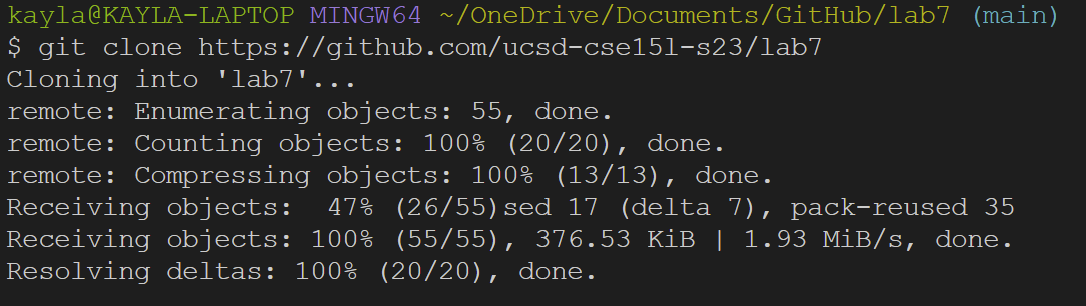 kayla@KAYLA-LAPTOP MINGW64 ~/OneDrive/Documents/GitHub/lab7 (main)
$ git clone https://github.com/ucsd-cse15l-s23/lab7
Cloning into 'lab7'...
remote: Enumerating objects: 55, done.
remote: Counting objects: 100% (20/20), done.
remote: Compressing objects: 100% (13/13), done.
Receiving objects:  47% (26/55)sed 17 (delta 7), pack-reused 35
Receiving objects: 100% (55/55), 376.53 KiB | 1.93 MiB/s, done.
Resolving deltas: 100% (20/20), done.